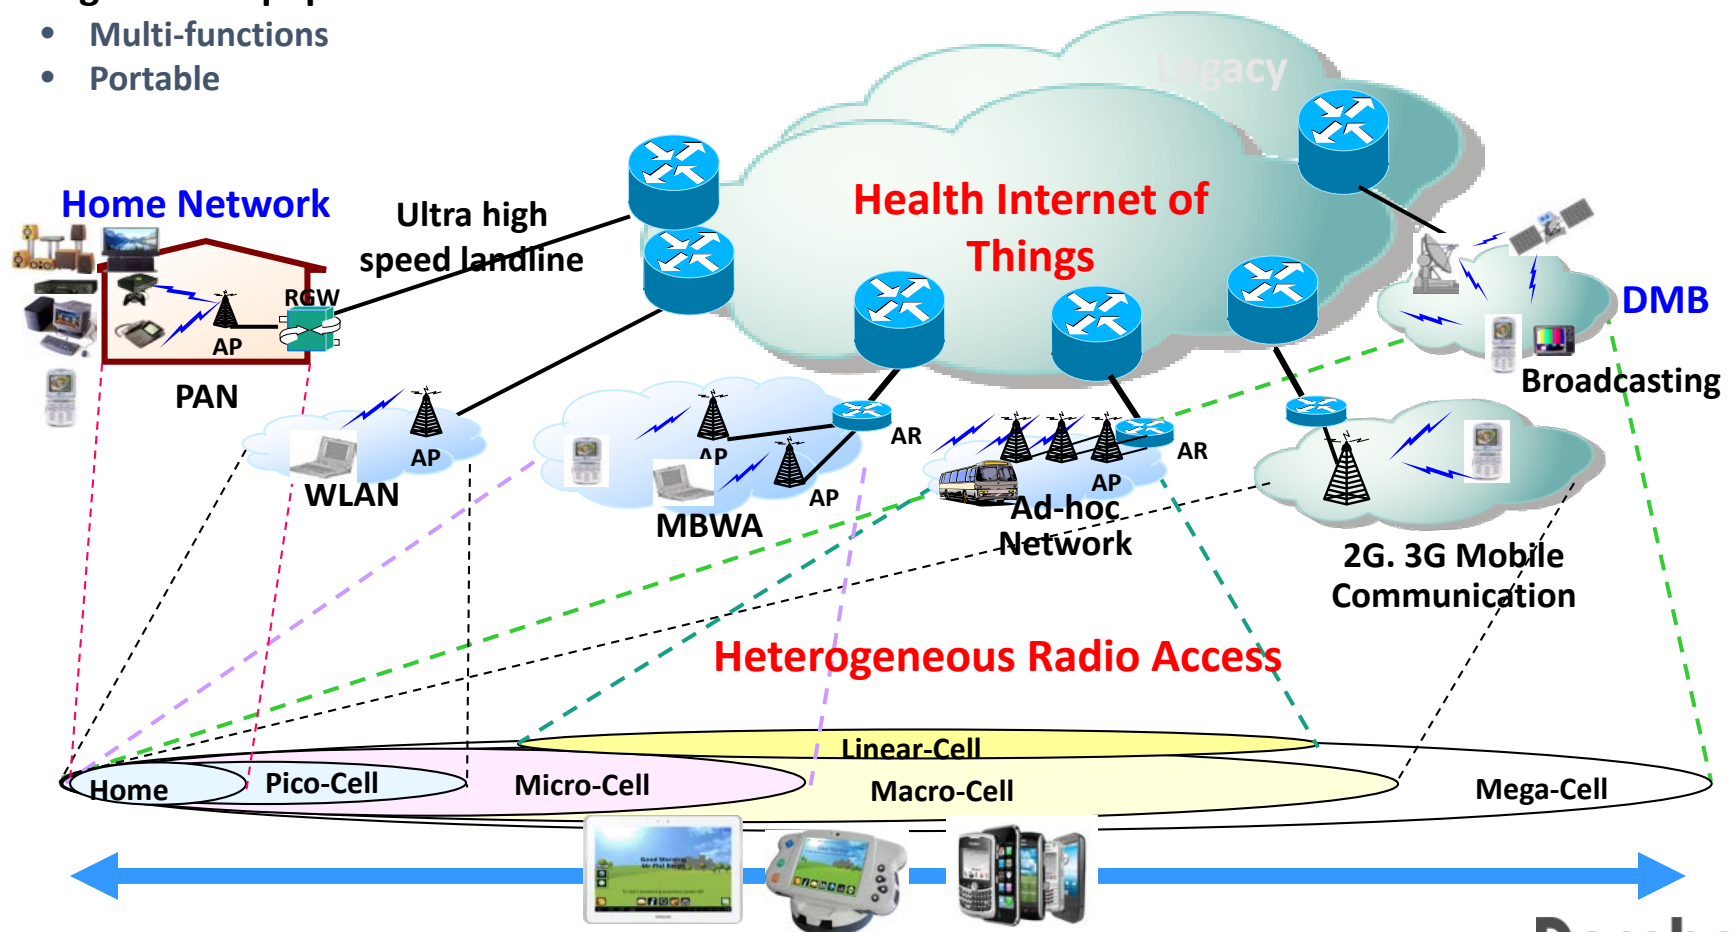 • Multi-functions
• Portable
Legacy
Health Internet of
Things
Home Network
Ultra high
speed landline
RGW
AP
PAN
DMB
Broadcasting
AP
WLAN
AP
AP
AR
MBWA
AP
AR
Ad-hoc
Network
2G. 3G Mobile
Communication
Heterogeneous Radio Access
Linear-Cell
Home
Pico-Cell
Micro-Cell
Macro-Cell
Mega-Cell
Good Morning